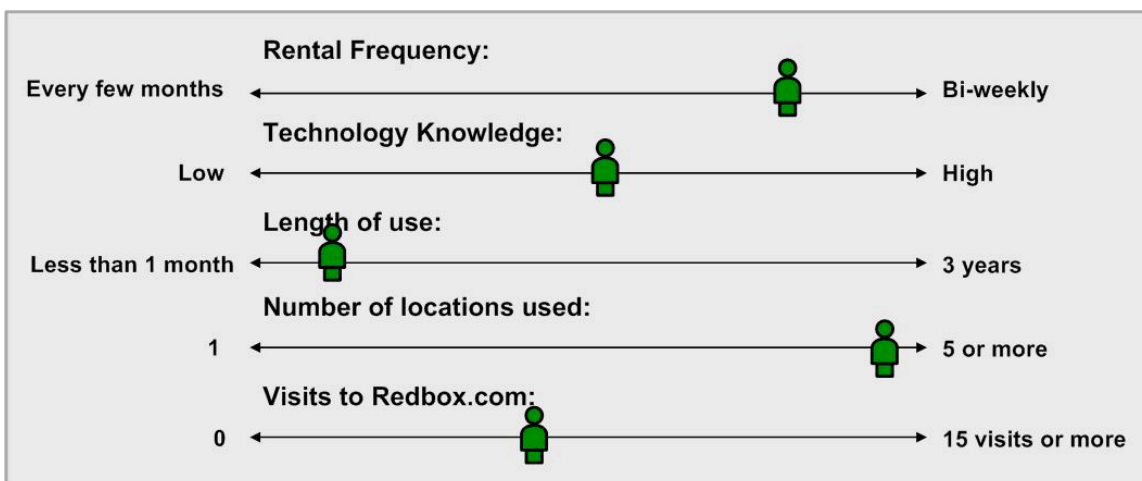 Rental Frequency:
Every few months Bi-weekly
Technology Knowledge:
Low High
Length of use:
Less than 1 month 3 years
Number of locations used:
1 5 or more
Visits to Redbox.com:
0 15 visits or more